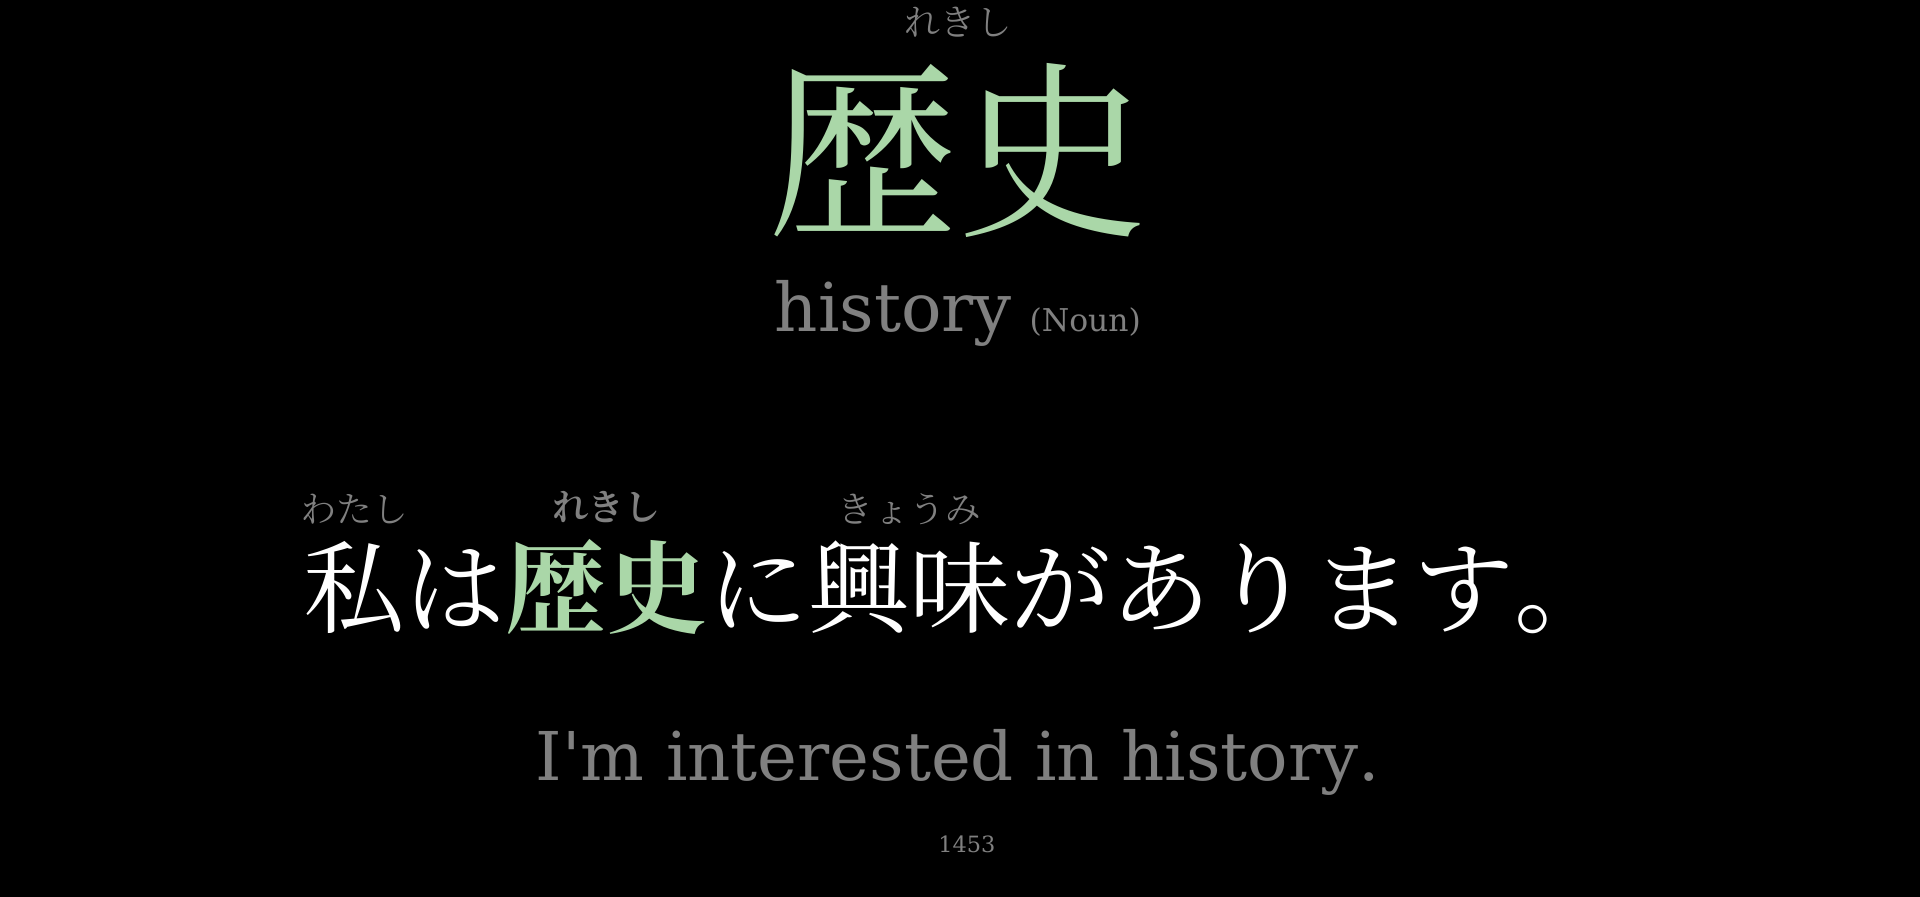 れきし
歴史
history (Noun)
わたし れきし きょうみ
私は歴史に興味があります。
I'm interested in history.
1453